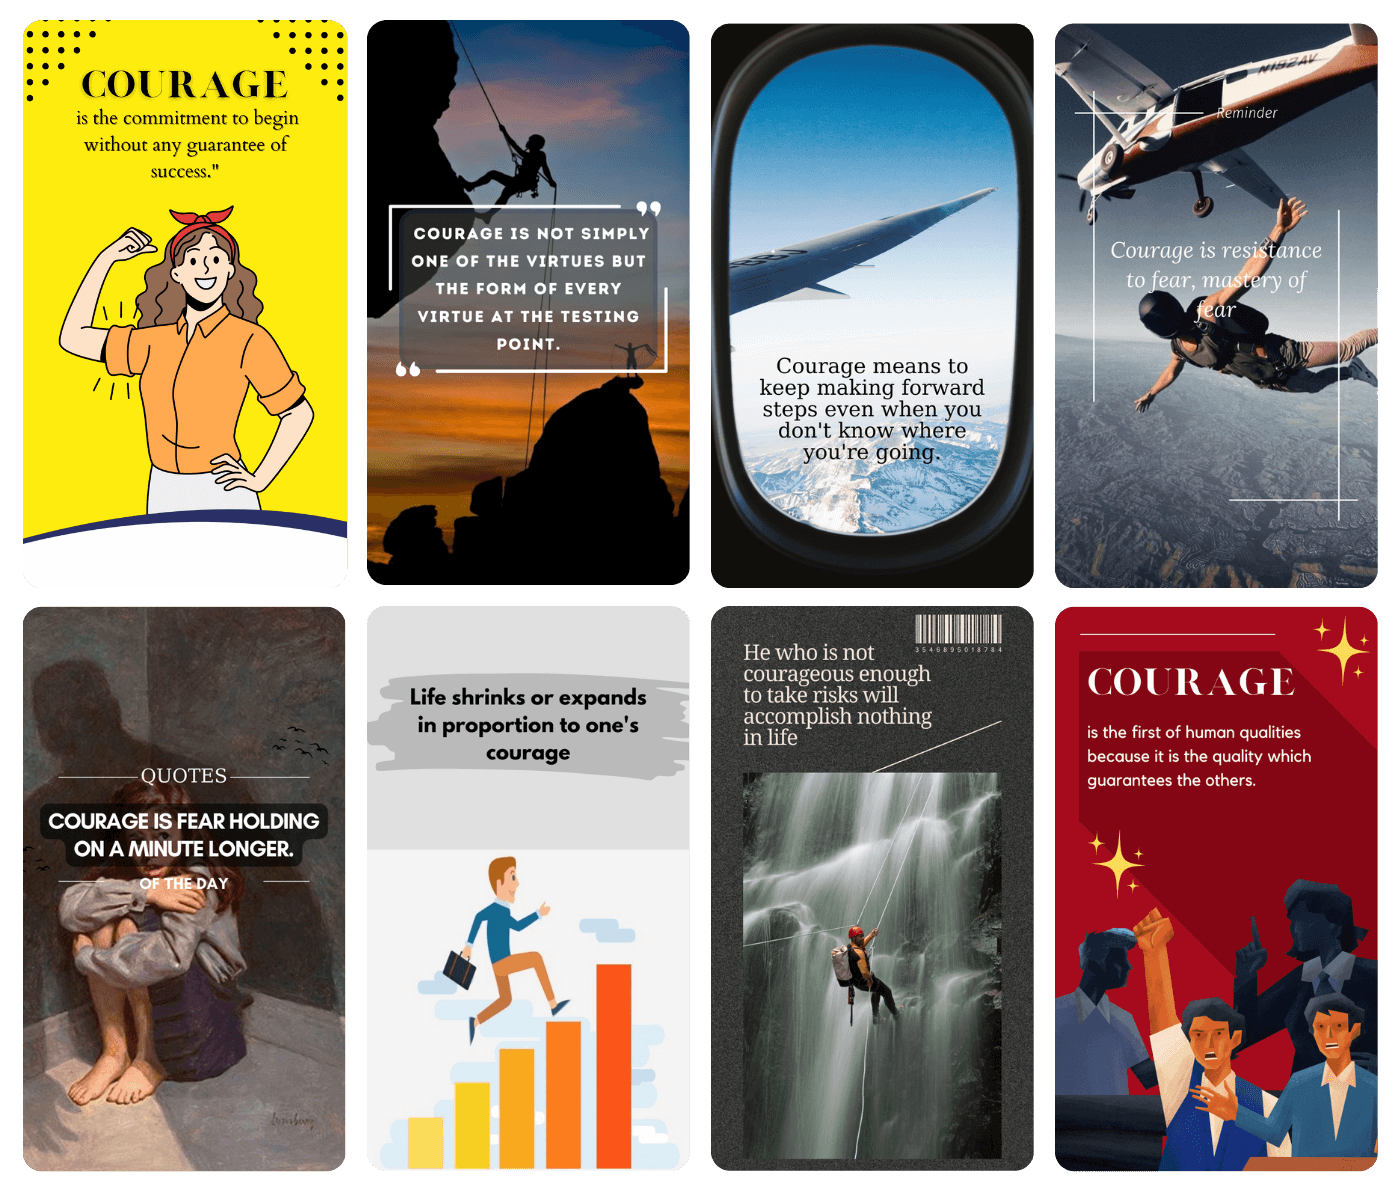 COURAGE
is the commitment to begin
without any guarantee of
success."
COURAGE IS NOT SIMPLY
ONE OF THE VIRTUES BUT
THE FORM OF EVERY
VIRTUE AT THE TESTING
POINT.
Courage means to
keep making forward
steps even when you
don't know where
you're going.
N192AV
Reminder
Courage is resistance
to fear, mastery of
fear
QUOTES
COURAGE IS FEAR HOLDING
ON A MINUTE LONGER.
OF THE DAY
Life shrinks or expands
in proportion to one's
courage
3546895018784
He who is not
courageous enough
to take risks will
accomplish nothing
in life
COURAGE
is the first of human qualities
because it is the quality which
guarantees the others.